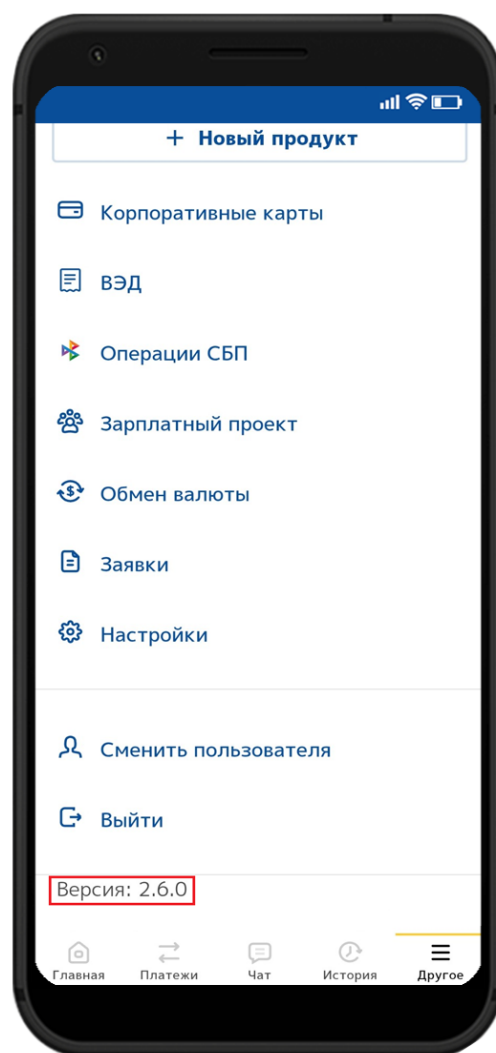 + Новый продукт
Корпоративные карты
ВЭД
Операции СБП
Зарплатный проект
Обмен валюты
Заявки
Настройки
Сменить пользователя
Выйти
Версия: 2.6.0
Главная Платежи Чат История Другое